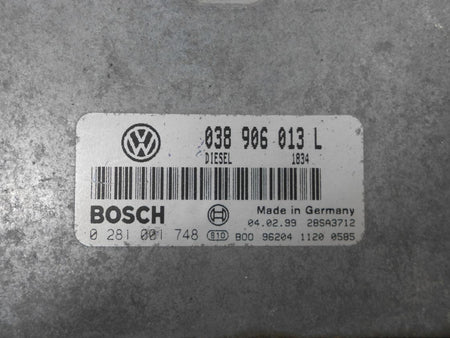 038 906 013 L
DIESEL 1834
BOSCH Made in Germany
04.02.99 28SA3712
0 281 001 748 810 B00 96204 1120 0585